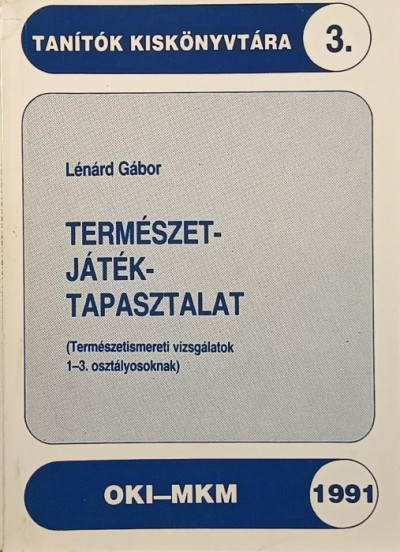 TANÍTÓK KISKÖNYVTÁRA 3.
Lénárd Gábor
TERMÉSZET-
JÁTÉK-
TAPASZTALAT
(Természetismereti vizsgálatok
1–3. osztályosoknak)
OKI–MKM 1991